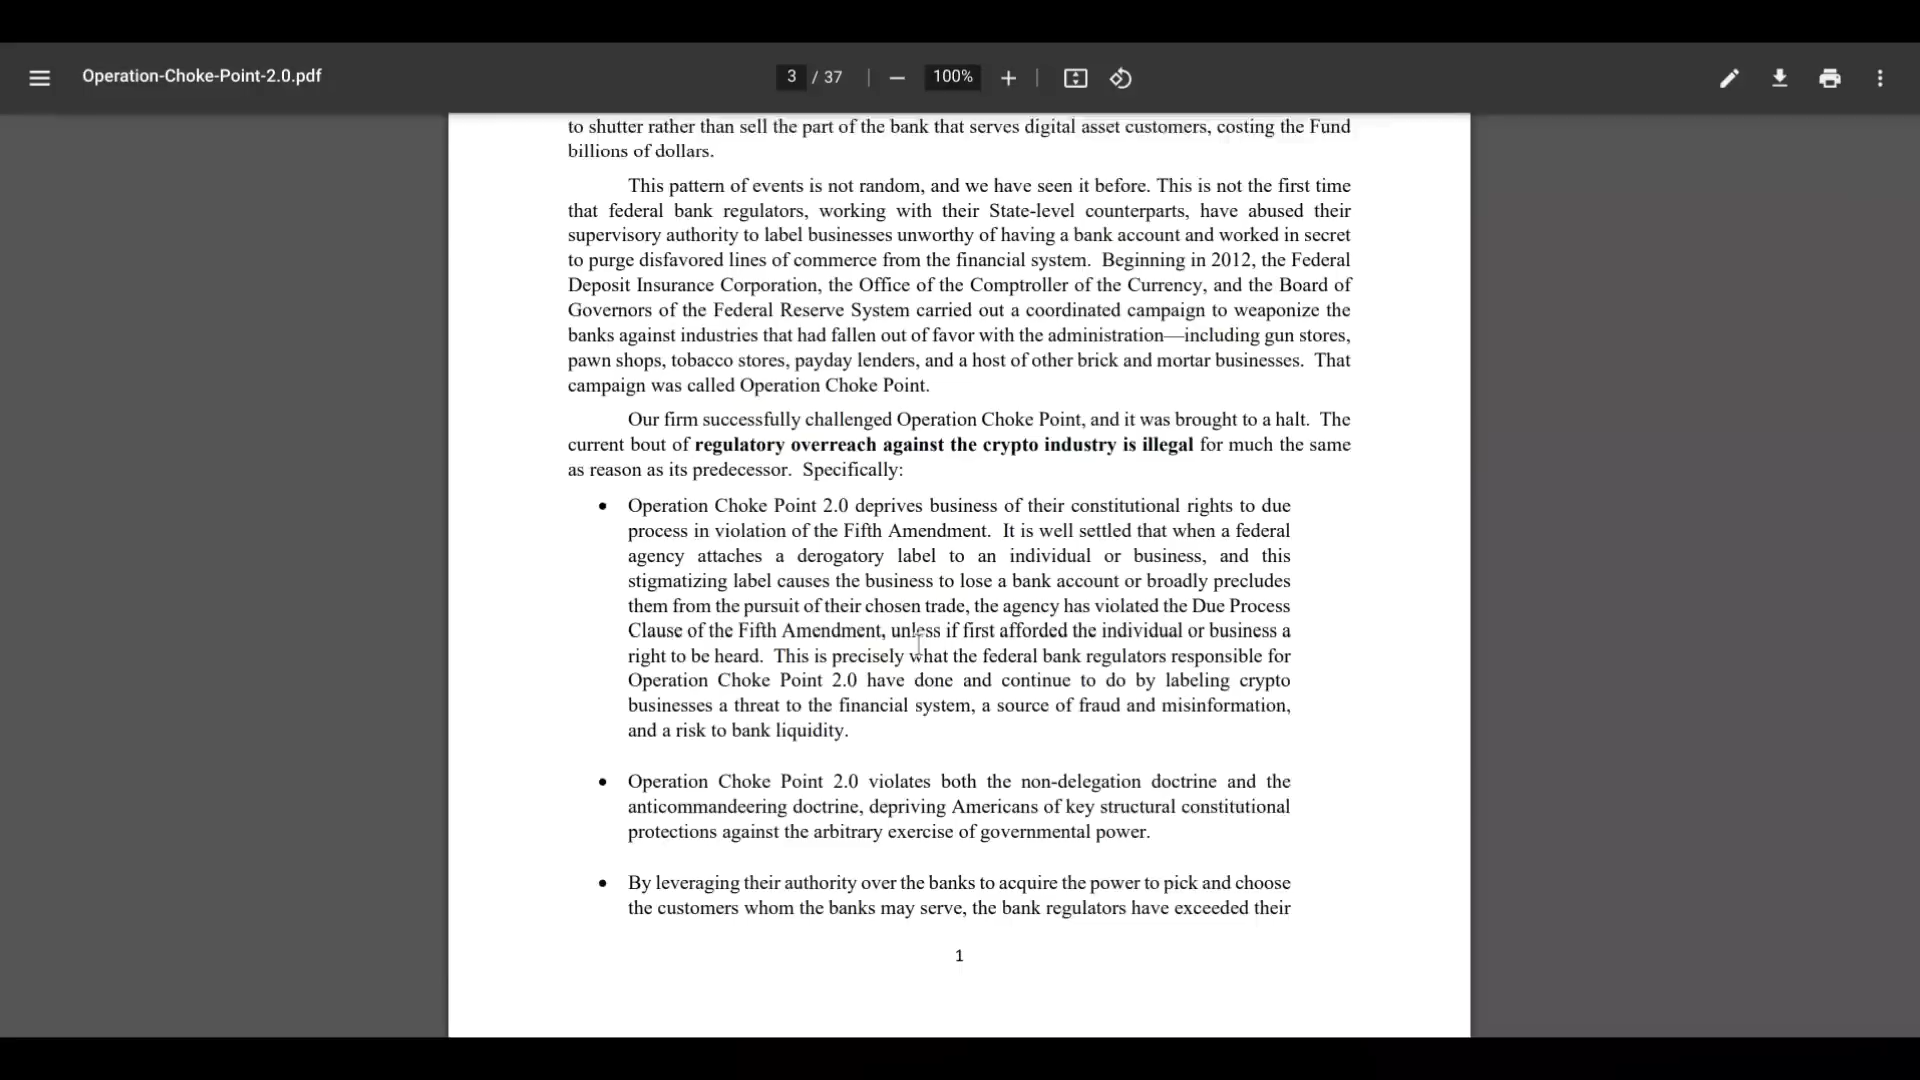 Operation-Choke-Point-2.0.pdf
3 / 37
100%
to shutter rather than sell the part of the bank that serves digital asset customers, costing the Fund
billions of dollars.
This pattern of events is not random, and we have seen it before. This is not the first time
that federal bank regulators, working with their State-level counterparts, have abused their
supervisory authority to label businesses unworthy of having a bank account and worked in secret
to purge disfavored lines of commerce from the financial system. Beginning in 2012, the Federal
Deposit Insurance Corporation, the Office of the Comptroller of the Currency, and the Board of
Governors of the Federal Reserve System carried out a coordinated campaign to weaponize the
banks against industries that had fallen out of favor with the administration—including gun stores,
pawn shops, tobacco stores, payday lenders, and a host of other brick and mortar businesses. That
campaign was called Operation Choke Point.
Our firm successfully challenged Operation Choke Point, and it was brought to a halt. The
current bout of regulatory overreach against the crypto industry is illegal for much the same
as reason as its predecessor. Specifically:
• Operation Choke Point 2.0 deprives business of their constitutional rights to due
process in violation of the Fifth Amendment. It is well settled that when a federal
agency attaches a derogatory label to an individual or business, and this
stigmatizing label causes the business to lose a bank account or broadly precludes
them from the pursuit of their chosen trade, the agency has violated the Due Process
Clause of the Fifth Amendment, unless if first afforded the individual or business a
right to be heard. This is precisely what the federal bank regulators responsible for
Operation Choke Point 2.0 have done and continue to do by labeling crypto
businesses a threat to the financial system, a source of fraud and misinformation,
and a risk to bank liquidity.
• Operation Choke Point 2.0 violates both the non-delegation doctrine and the
anticommandeering doctrine, depriving Americans of key structural constitutional
protections against the arbitrary exercise of governmental power.
• By leveraging their authority over the banks to acquire the power to pick and choose
the customers whom the banks may serve, the bank regulators have exceeded their
1